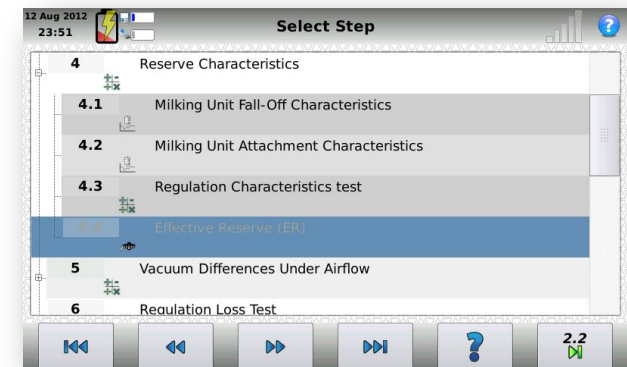 12 Aug 2012
23:51
Select Step
4 Reserve Characteristics
4.1 Milking Unit Fall-Off Characteristics
4.2 Milking Unit Attachment Characteristics
4.3 Regulation Characteristics test
4.4 Effective Reserve (ER)
5 Vacuum Differences Under Airflow
6 Regulation Loss Test
?
2.2